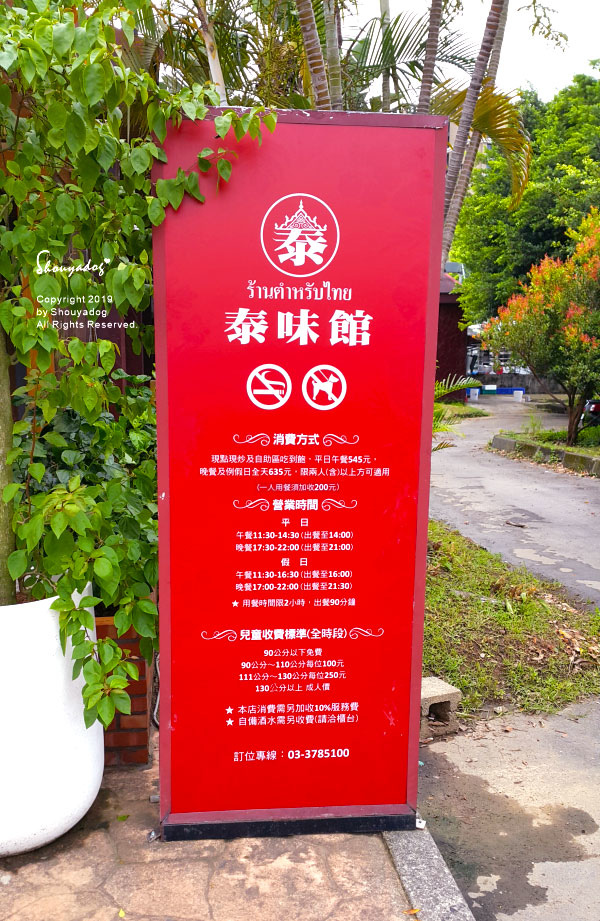 Shouyadog
Copyright 2019
by Shouyadog
All Rights Reserved.
泰
ร้านตำหรับไทย
泰味館
消費方式
現點現炒及自助區吃到飽，平日午餐545元，
晚餐及例假日全天635元，限兩人(含)以上方可適用
(一人用餐須加收200元)
營業時間
平 日
午餐11:30-14:30(出餐至14:00)
晚餐17:30-22:00(出餐至21:00)
假 日
午餐11:30-16:30(出餐至16:00)
晚餐17:00-22:00(出餐至21:30)
★ 用餐時間限2小時，出餐90分鐘
兒童收費標準(全時段)
90公分以下免費
90公分～110公分每位100元
111公分～130公分每位250元
130公分以上 成人價
★ 本店消費需另加收10%服務費
★ 自備酒水需另收費(請洽櫃台)
訂位專線：03-3785100